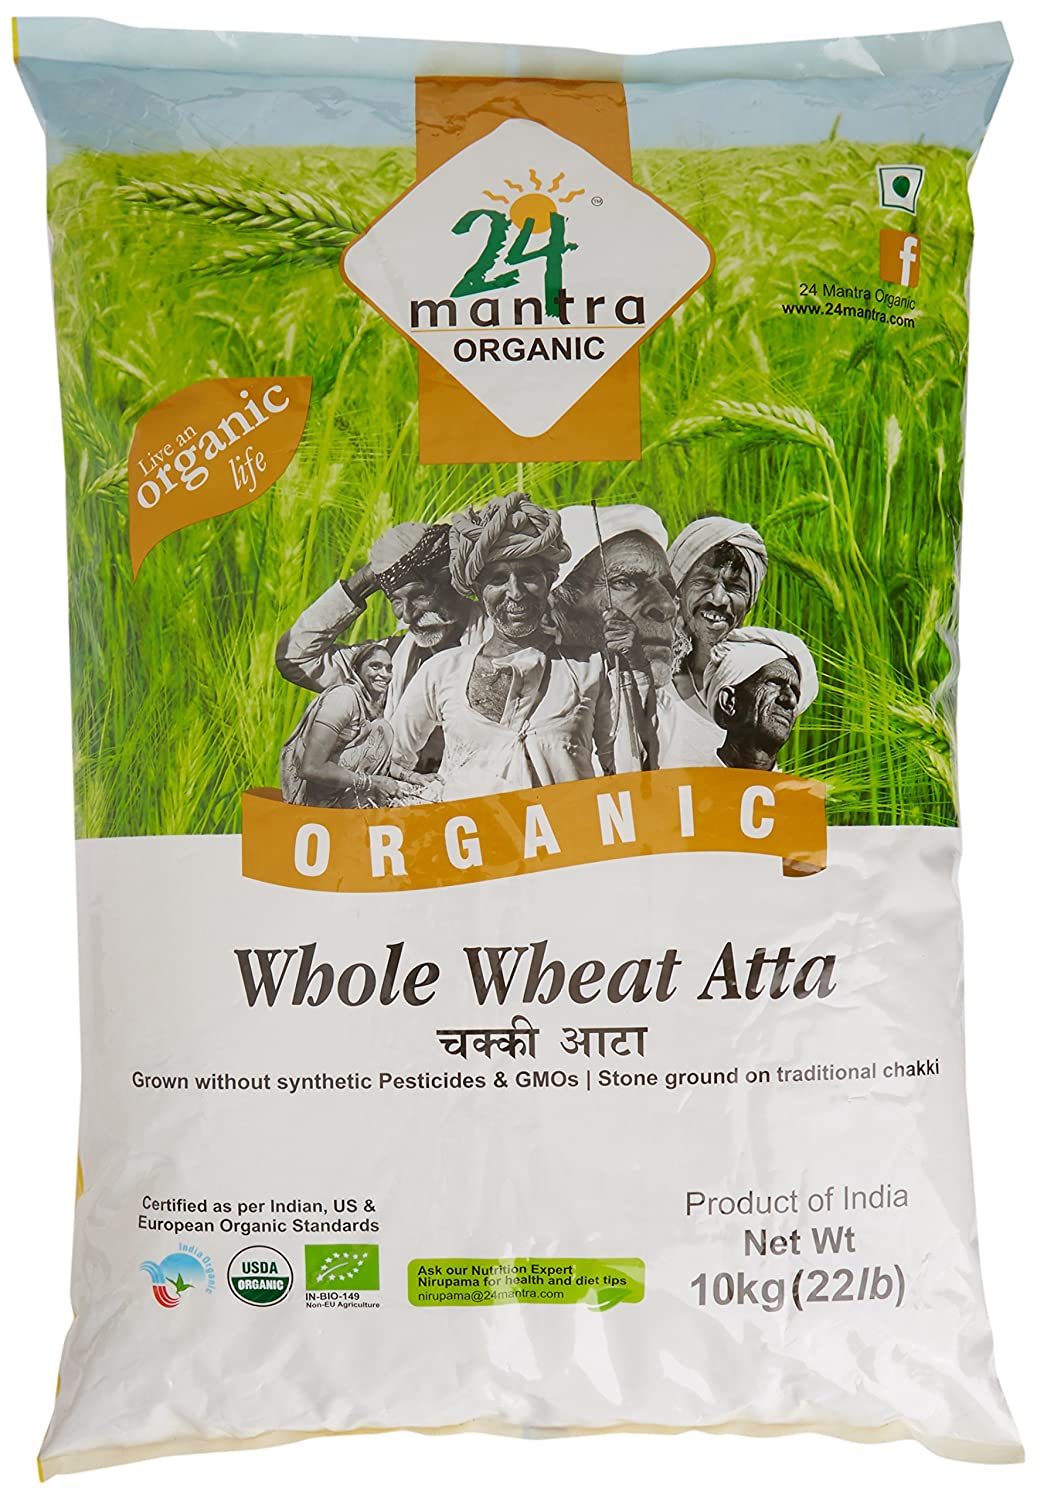 24
TM
mantra
ORGANIC
f
24 Mantra Organic
www.24mantra.com
Live an
organic
life
ORGANIC
Whole Wheat Atta
चक्की आटा
Grown without synthetic Pesticides & GMOs | Stone ground on traditional chakki
Certified as per Indian, US &
European Organic Standards
India Organic
USDA
ORGANIC
IN-BIO-149
Non-EU Agriculture
Ask our Nutrition Expert
Nirupama for health and diet tips
nirupama@24mantra.com
Product of India
Net Wt
10kg (22lb)